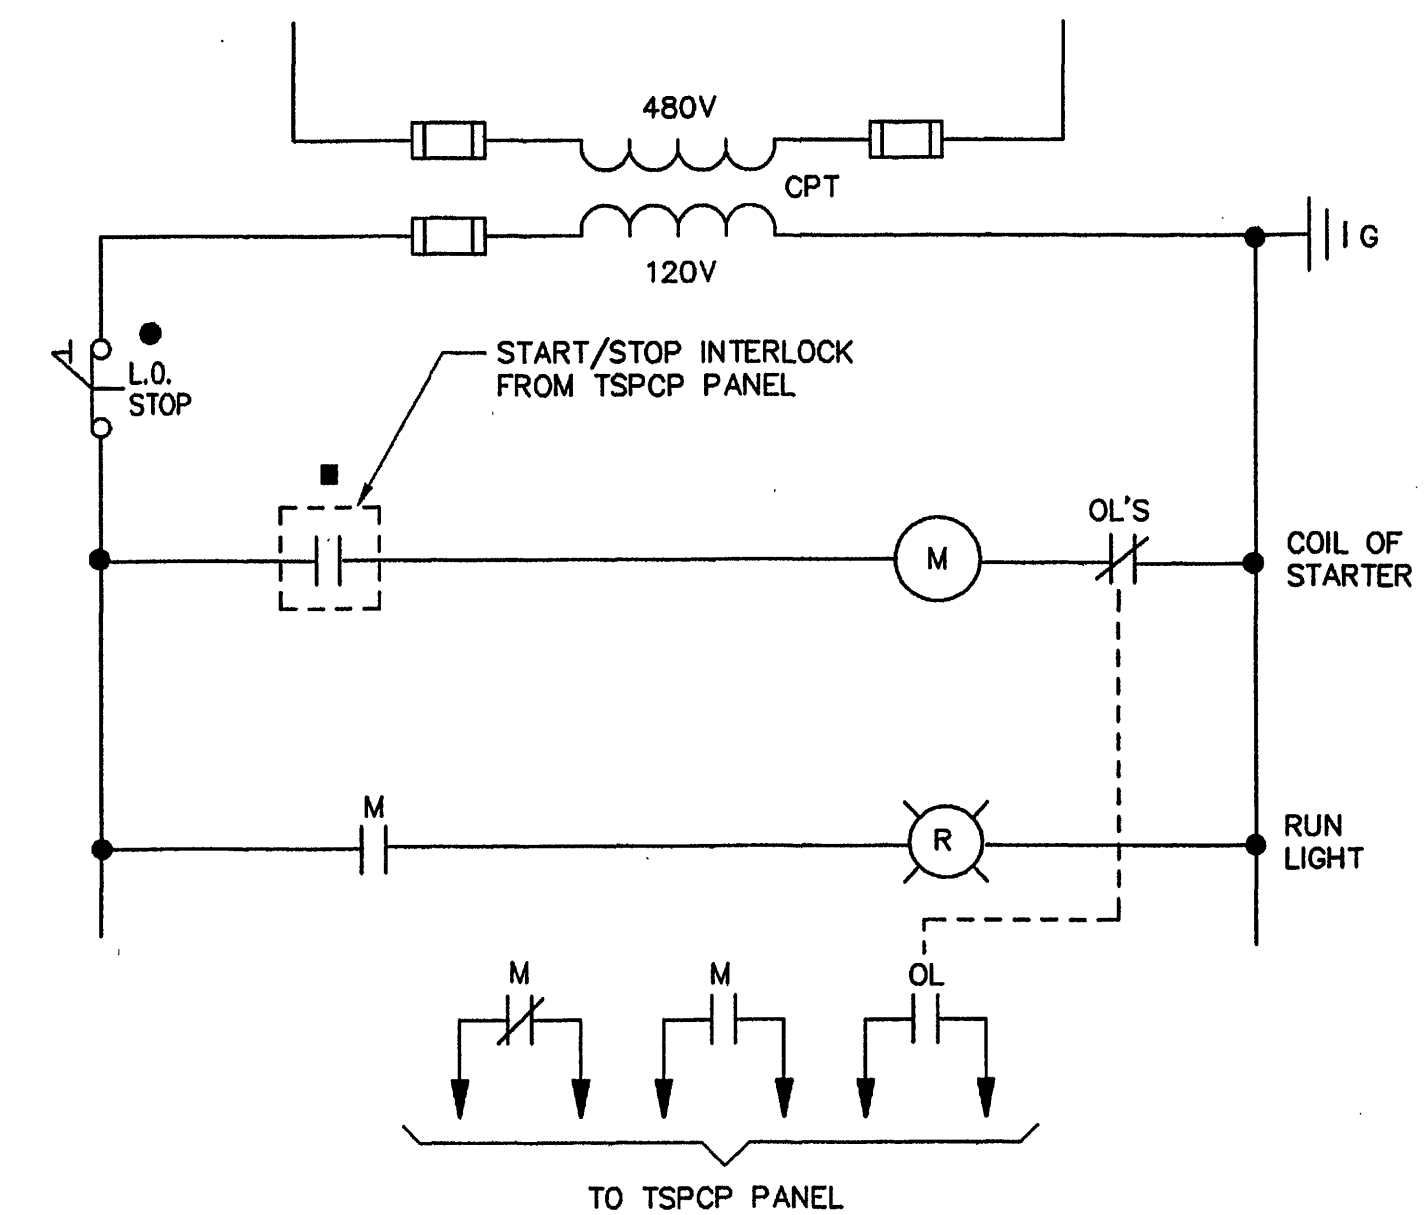 480V
CPT
120V
G
L.O.
STOP
START/STOP INTERLOCK
FROM TSPCP PANEL
M
OL'S
COIL OF
STARTER
M
R
RUN
LIGHT
M
M
OL
TO TSPCP PANEL